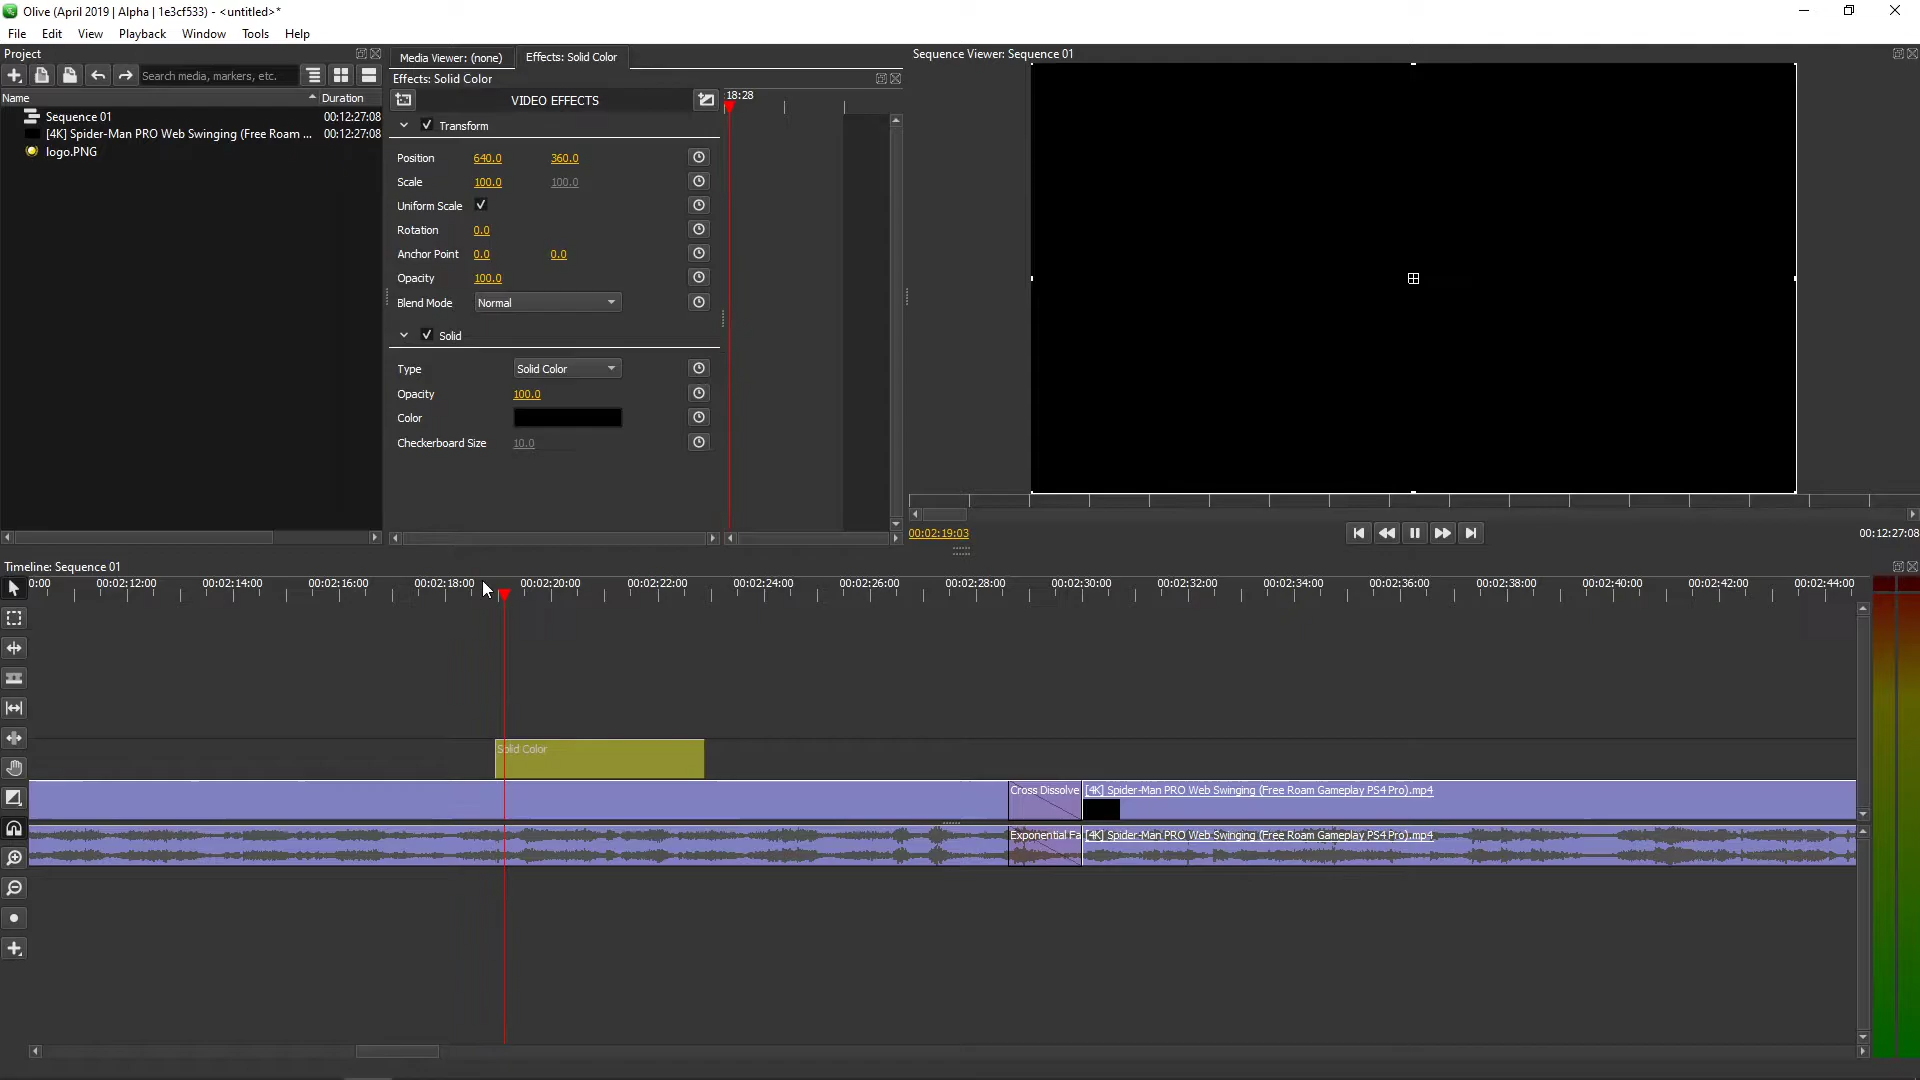 Olive (April 2019 | Alpha | 1e3cf533) - <untitled>*
File Edit View Playback Window Tools Help
Project
Search media, markers, etc.
Name Duration
Sequence 01 00:12:27:08
[4K] Spider-Man PRO Web Swinging (Free Roam ... 00:12:27:08
logo.PNG
Media Viewer: (none) Effects: Solid Color
Effects: Solid Color
VIDEO EFFECTS
18:28
Transform
Position 640.0 360.0
Scale 100.0 100.0
Uniform Scale
Rotation 0.0
Anchor Point 0.0 0.0
Opacity 100.0
Blend Mode Normal
Solid
Type Solid Color
Opacity 100.0
Color
Checkerboard Size 10.0
Sequence Viewer: Sequence 01
00:02:19:03 00:12:27:08
Timeline: Sequence 01
0:00 00:02:12:00 00:02:14:00 00:02:16:00 00:02:18:00 00:02:20:00 00:02:22:00 00:02:24:00 00:02:26:00 00:02:28:00 00:02:30:00 00:02:32:00 00:02:34:00 00:02:36:00 00:02:38:00 00:02:40:00 00:02:42:00 00:02:44:00
Solid Color
Cross Dissolve [4K] Spider-Man PRO Web Swinging (Free Roam Gameplay PS4 Pro).mp4
Exponential Fa [4K] Spider-Man PRO Web Swinging (Free Roam Gameplay PS4 Pro).mp4